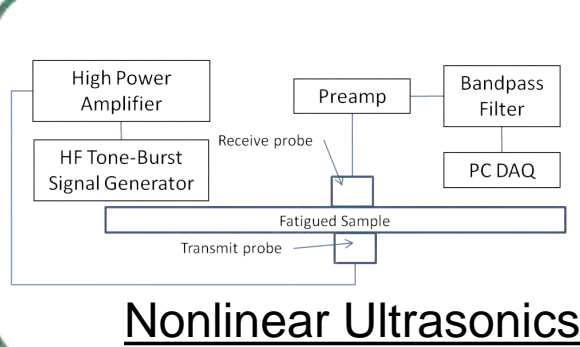 High Power
Amplifier
HF Tone-Burst
Signal Generator
Receive probe
Preamp
Bandpass
Filter
PC DAQ
Fatigued Sample
Transmit probe
Nonlinear Ultrasonics